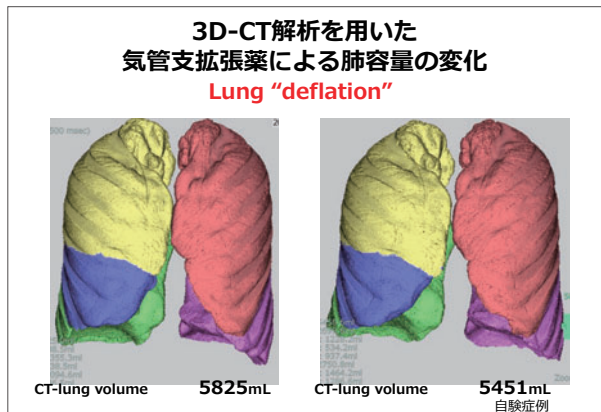 3D-CT解析を用いた
気管支拡張薬による肺容量の変化
Lung “deflation”
CT-lung volume 5825mL
CT-lung volume 5451mL
自験症例